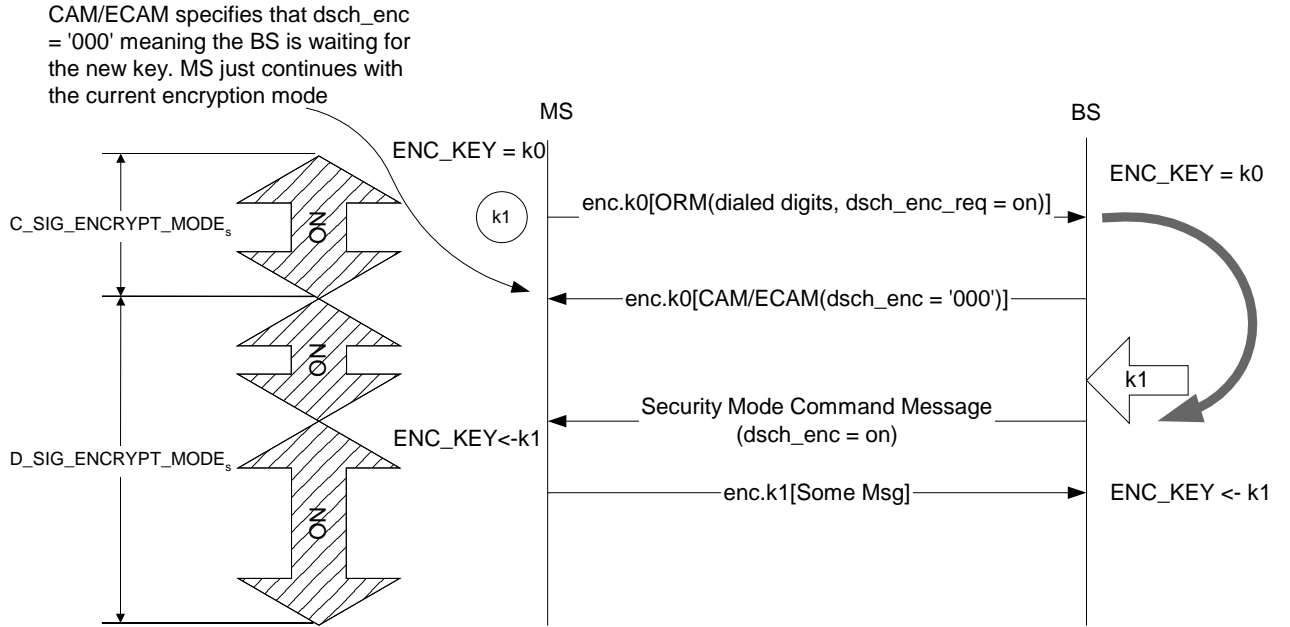 CAM/ECAM specifies that dsch_enc
= '000' meaning the BS is waiting for
the new key. MS just continues with
the current encryption mode
MS
BS
ENC_KEY = k0
ENC_KEY = k0
k1
enc.k0[ORM(dialed digits, dsch_enc_req = on)]
C_SIG_ENCRYPT_MODEs
ON
enc.k0[CAM/ECAM(dsch_enc = '000')]
ON
k1
Security Mode Command Message
(dsch_enc = on)
ENC_KEY<-k1
D_SIG_ENCRYPT_MODEs
enc.k1[Some Msg]
ENC_KEY <- k1
ON